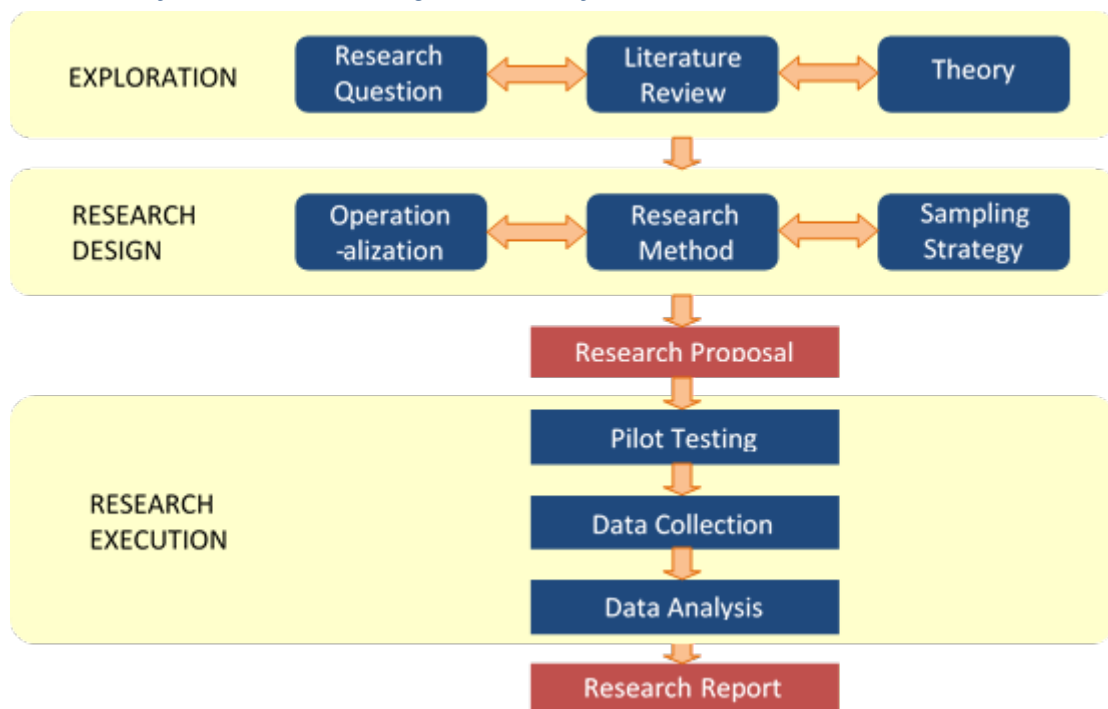 EXPLORATION
Research
Question
Literature
Review
Theory
RESEARCH
DESIGN
Operation
-alization
Research
Method
Sampling
Strategy
Research Proposal
RESEARCH
EXECUTION
Pilot Testing
Data Collection
Data Analysis
Research Report